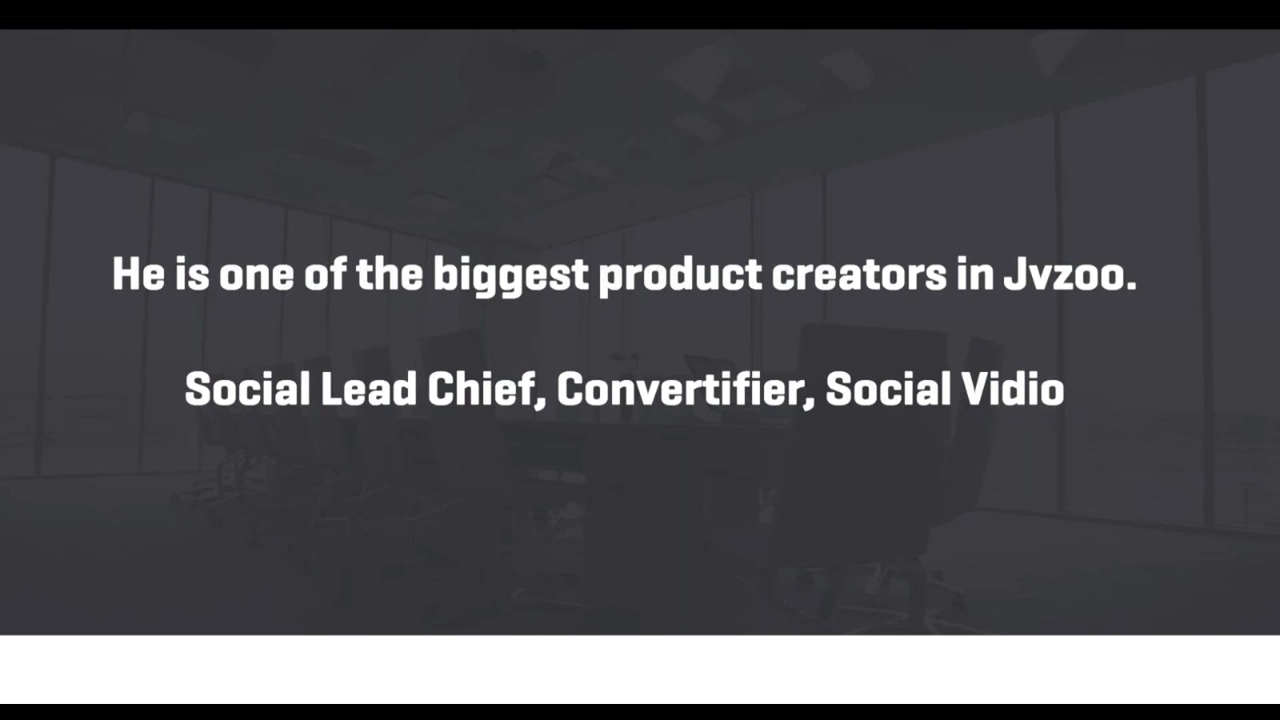 He is one of the biggest product creators in Jvzoo.
Social Lead Chief, Convertifier, Social Vidio